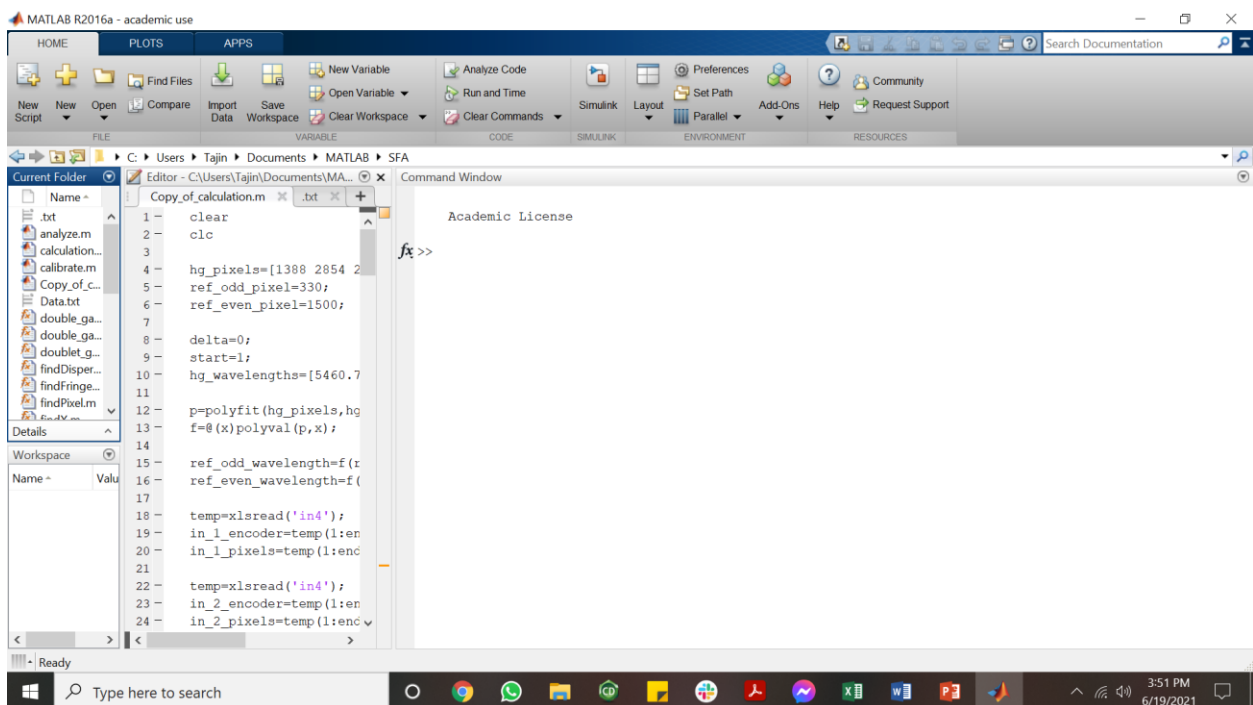 MATLAB R2016a - academic use
HOME PLOTS APPS
Search Documentation
New Script
New
Open
Find Files
Compare
Import Data
Save Workspace
New Variable
Open Variable
Clear Workspace
Analyze Code
Run and Time
Clear Commands
Simulink
Layout
Preferences
Set Path
Parallel
Add-Ons
Help
Community
Request Support
FILE VARIABLE CODE SIMULINK ENVIRONMENT RESOURCES
C: Users Tajin Documents MATLAB SFA
Current Folder
Name
.txt
analyze.m
calculation...
calibrate.m
Copy_of_c...
Data.txt
double_ga...
double_ga...
doublet_g...
findDisper...
findFringe...
findPixel.m
findX.m
Details
Workspace
Name Valu
Editor - C:\Users\Tajin\Documents\MA...
Copy_of_calculation.m .txt
1 clear
2 clc
3
4 hg_pixels=[1388 2854 2
5 ref_odd_pixel=330;
6 ref_even_pixel=1500;
7
8 delta=0;
9 start=1;
10 hg_wavelengths=[5460.7
11
12 p=polyfit(hg_pixels,hg
13 f=@(x)polyval(p,x);
14
15 ref_odd_wavelength=f(r
16 ref_even_wavelength=f(
17
18 temp=xlsread('in4');
19 in_1_encoder=temp(1:en
20 in_1_pixels=temp(1:end
21
22 temp=xlsread('in4');
23 in_2_encoder=temp(1:en
24 in_2_pixels=temp(1:end
Command Window
Academic License
fx >>
Ready
Type here to search
3:51 PM
6/19/2021